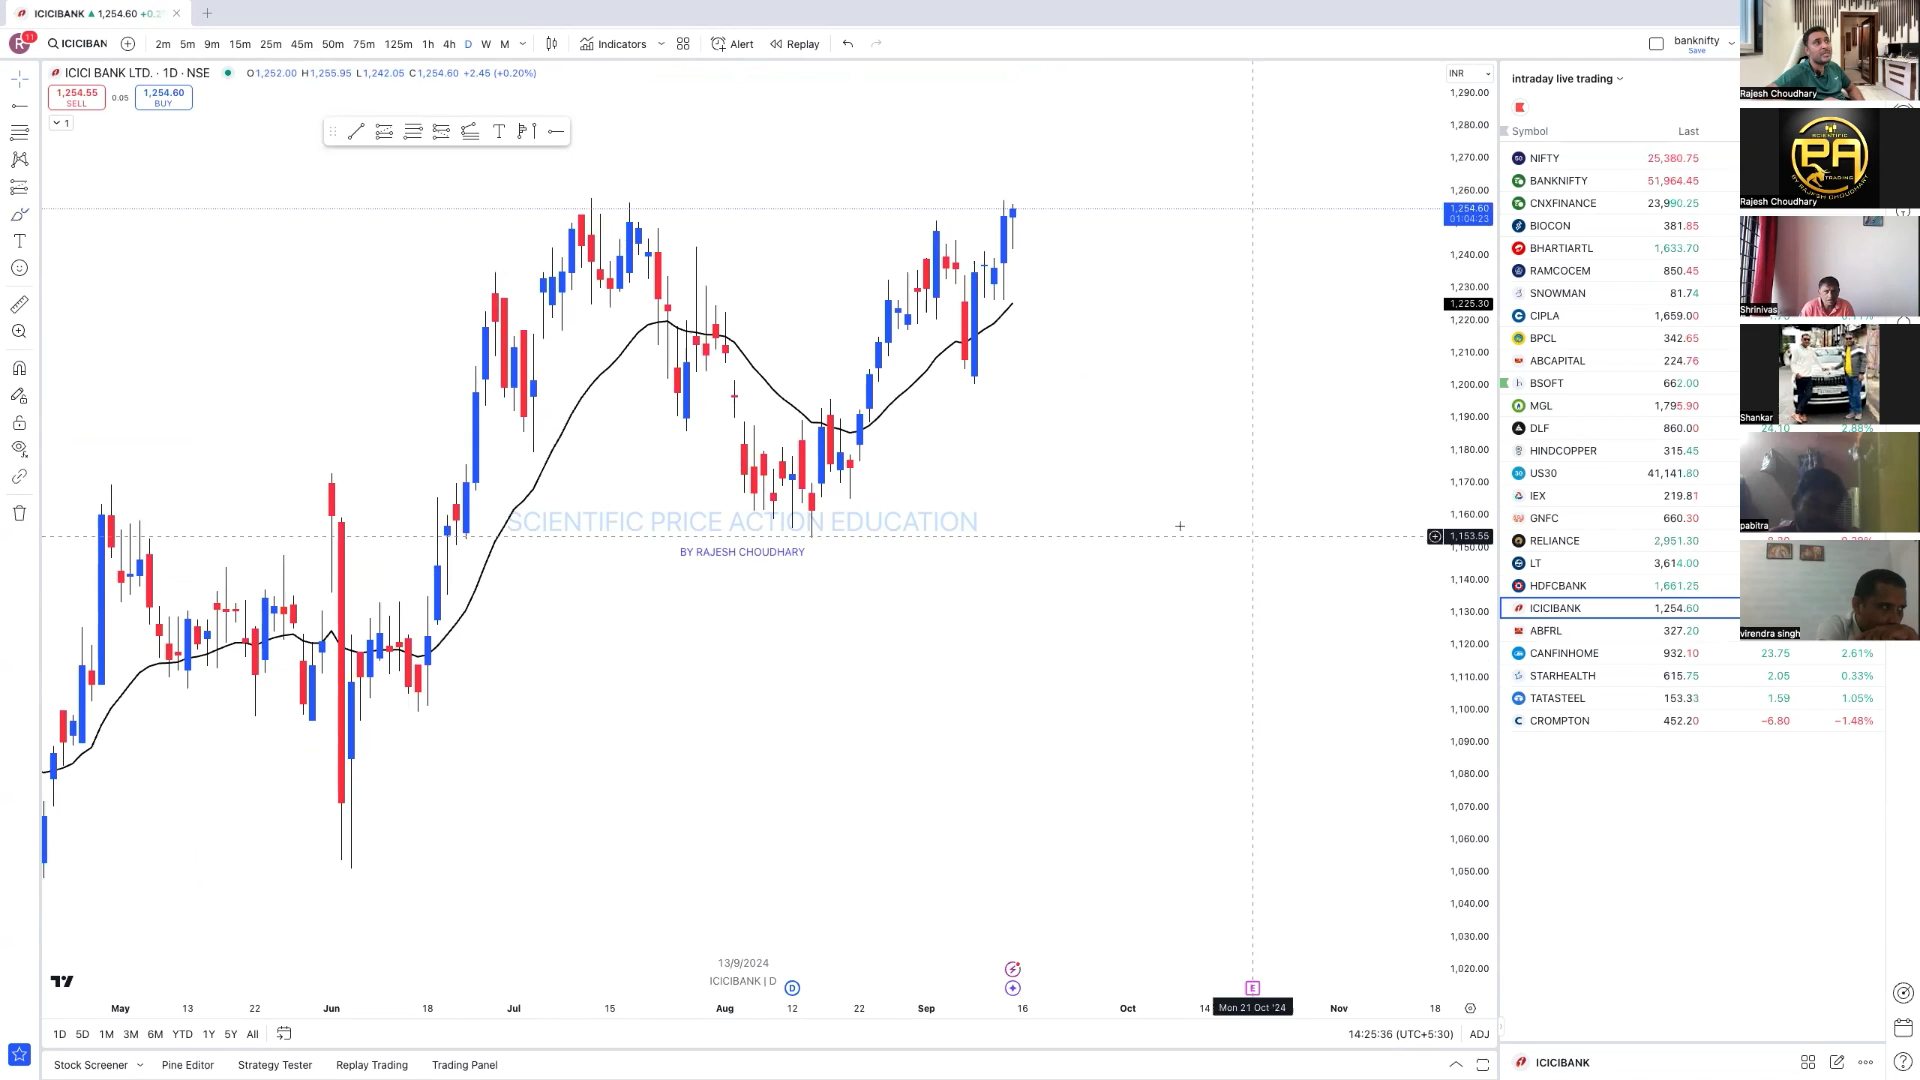 ICICIBANK ▲ 1,254.60 +0.2
R 11
ICICIBAN
2m 5m 9m 15m 25m 45m 50m 75m 125m 1h 4h D W M
Indicators
Alert
Replay
banknifty
Save
ICICI BANK LTD. · 1D · NSE
O1,252.00 H1,255.95 L1,242.05 C1,254.60 +2.45 (+0.20%)
1,254.55
SELL
0.05
1,254.60
BUY
1
INR
1,290.00
1,280.00
1,270.00
1,260.00
1,254.60
01:04:23
1,240.00
1,230.00
1,225.30
1,220.00
1,210.00
1,200.00
1,190.00
1,180.00
1,170.00
1,160.00
1,153.55
1,150.00
1,140.00
1,130.00
1,120.00
1,110.00
1,100.00
1,090.00
1,080.00
1,070.00
1,060.00
1,050.00
1,040.00
1,030.00
1,020.00
SCIENTIFIC PRICE ACTION EDUCATION
BY RAJESH CHOUDHARY
13/9/2024
ICICIBANK | D
D
E
May 13 22 Jun 18 Jul 15 Aug 12 22 Sep 16 Oct 14 Mon 21 Oct '24 Nov 18
1D 5D 1M 3M 6M YTD 1Y 5Y All
14:25:36 (UTC+5:30) ADJ
Stock Screener Pine Editor Strategy Tester Replay Trading Trading Panel
intraday live trading
Symbol Last
NIFTY 25,380.75
BANKNIFTY 51,964.45
CNXFINANCE 23,990.25
BIOCON 381.85
BHARTIARTL 1,633.70
RAMCOCEM 850.45
SNOWMAN 81.74
CIPLA 1,659.00
BPCL 342.65
ABCAPITAL 224.76
BSOFT 662.00
MGL 1,795.90
DLF 860.00 24.10 2.88%
HINDCOPPER 315.45
US30 41,141.80
IEX 219.81
GNFC 660.30
RELIANCE 2,951.30
LT 3,614.00
HDFCBANK 1,661.25
ICICIBANK 1,254.60
ABFRL 327.20
CANFINHOME 932.10 23.75 2.61%
STARHEALTH 615.75 2.05 0.33%
TATASTEEL 153.33 1.59 1.05%
CROMPTON 452.20 −6.80 −1.48%
ICICIBANK
Rajesh Choudhary
SCIENTIFIC
PA
TRADING
BY RAJESH CHOUDHARY
Rajesh Choudhary
Shrinivas
Shankar
pabitra
virendra singh